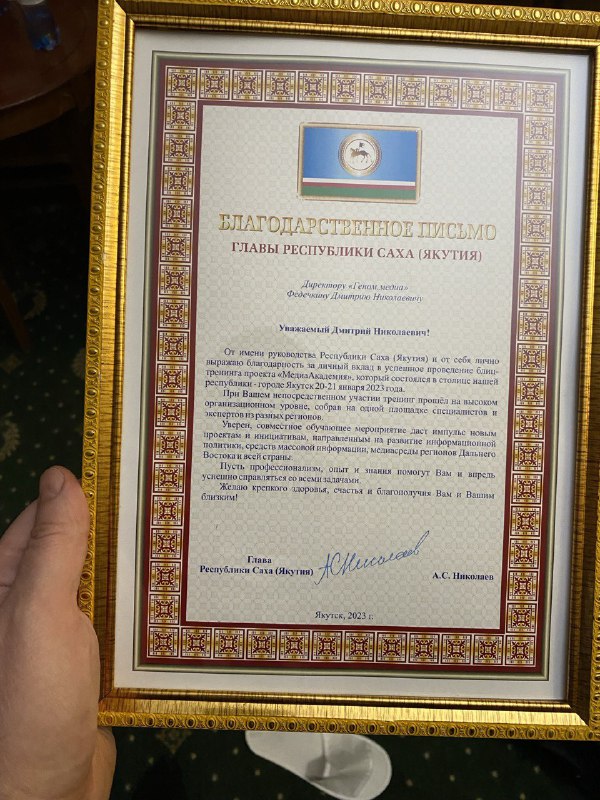 БЛАГОДАРСТВЕННОЕ ПИСЬМО
ГЛАВЫ РЕСПУБЛИКИ САХА (ЯКУТИЯ)
Директору «Геном.медиа»
Федечкину Дмитрию Николаевичу
Уважаемый Дмитрий Николаевич!
От имени руководства Республики Саха (Якутия) и от себя лично
выражаю благодарность за личный вклад в успешное проведение блиц-
тренинга проекта «МедиаАкадемия», который состоялся в столице нашей
республики - городе Якутск 20-21 января 2023 года.
При Вашем непосредственном участии тренинг прошёл на высоком
организационном уровне, собрав на одной площадке специалистов и
экспертов из разных регионов.
Уверен, совместное обучающее мероприятие даст импульс новым
проектам и инициативам, направленным на развитие информационной
политики, средств массовой информации, медиасреды регионов Дальнего
Востока и всей страны.
Пусть профессионализм, опыт и знания помогут Вам и впредь
успешно справляться со всеми задачами.
Желаю крепкого здоровья, счастья и благополучия Вам и Вашим
близким!
Глава
Республики Саха (Якутия)
АСНиколаев
А.С. Николаев
Якутск, 2023 г.